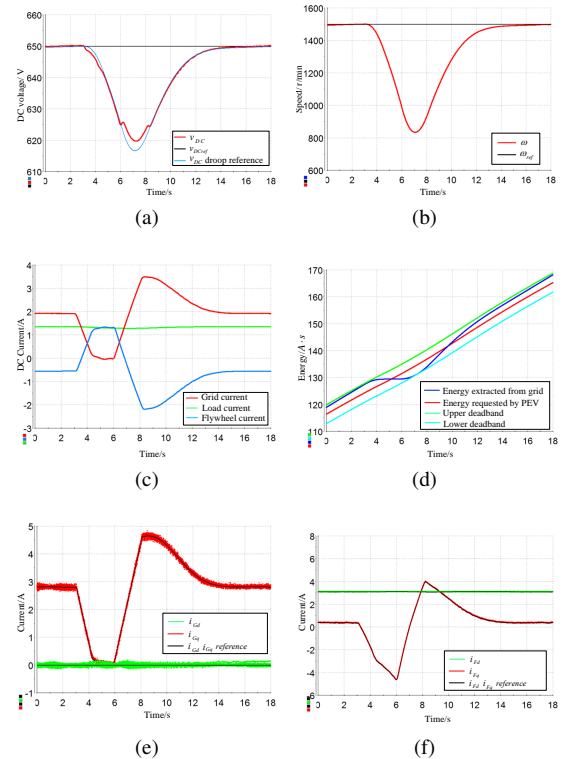 660
650
640
630
620
610
DC voltage/ V
v_DC
v_DCref
v_DC droop reference
0 2 4 6 8 10 12 14 16 18
Time/s
(a)
1600
1400
1200
1000
800
600
Speed/ r/min
ω
ω_ref
0 2 4 6 8 10 12 14 16 18
Time/s
(b)
4
3
2
1
0
-1
-2
-3
DC Current/A
Grid current
Load current
Flywheel current
0 2 4 6 8 10 12 14 16 18
Time/s
(c)
170
160
150
140
130
120
110
Energy/A · s
Energy extracted from grid
Energy requested by PEV
Upper deadband
Lower deadband
0 2 4 6 8 10 12 14 16 18
Time/s
(d)
5
4
3
2
1
0
-1
Current/A
i_Gd
i_Gq
i_Gd i_Gq reference
0 2 4 6 8 10 12 14 16 18
Time/s
(e)
8
6
4
2
0
-2
-4
-6
Current/A
i_Fd
i_Fq
i_Fd i_Fq reference
0 2 4 6 8 10 12 14 16 18
Time/s
(f)